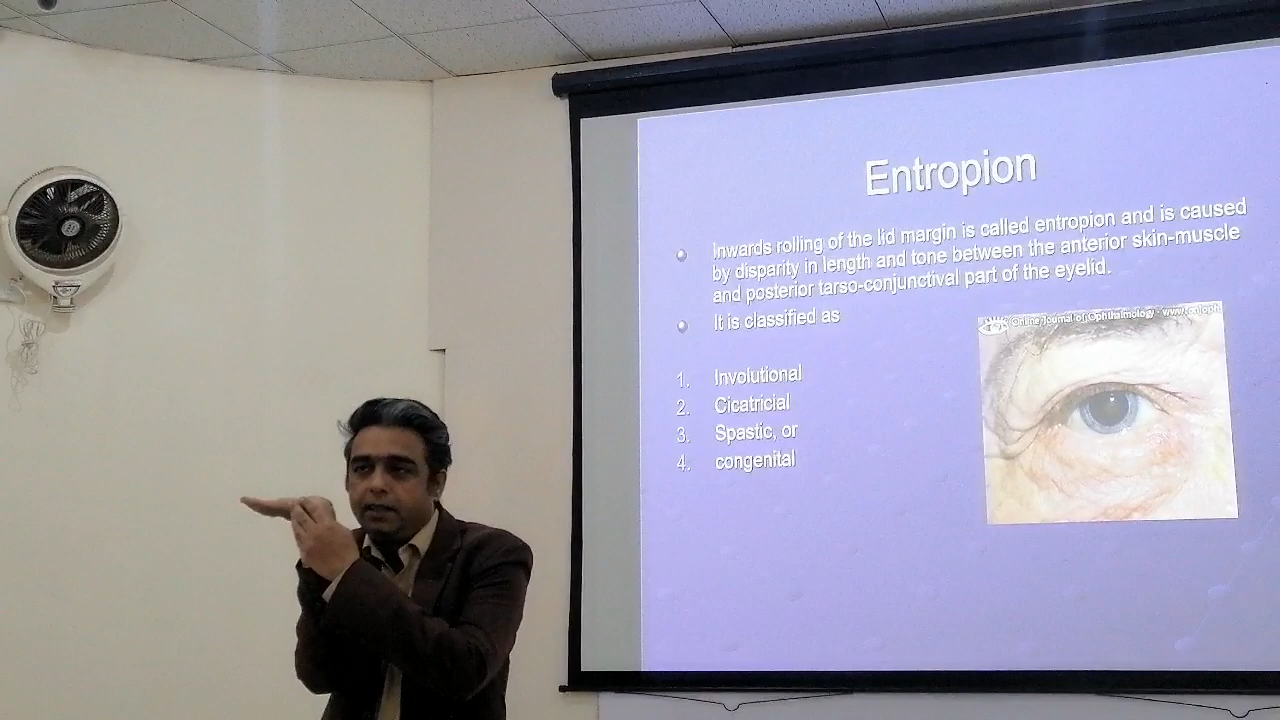 Entropion
Inwards rolling of the lid margin is called entropion and is caused
by disparity in length and tone between the anterior skin-muscle
and posterior tarso-conjunctival part of the eyelid.
It is classified as
Online Journal of Ophthalmology - www.
1. Involutional
2. Cicatricial
3. Spastic, or
4. congenital